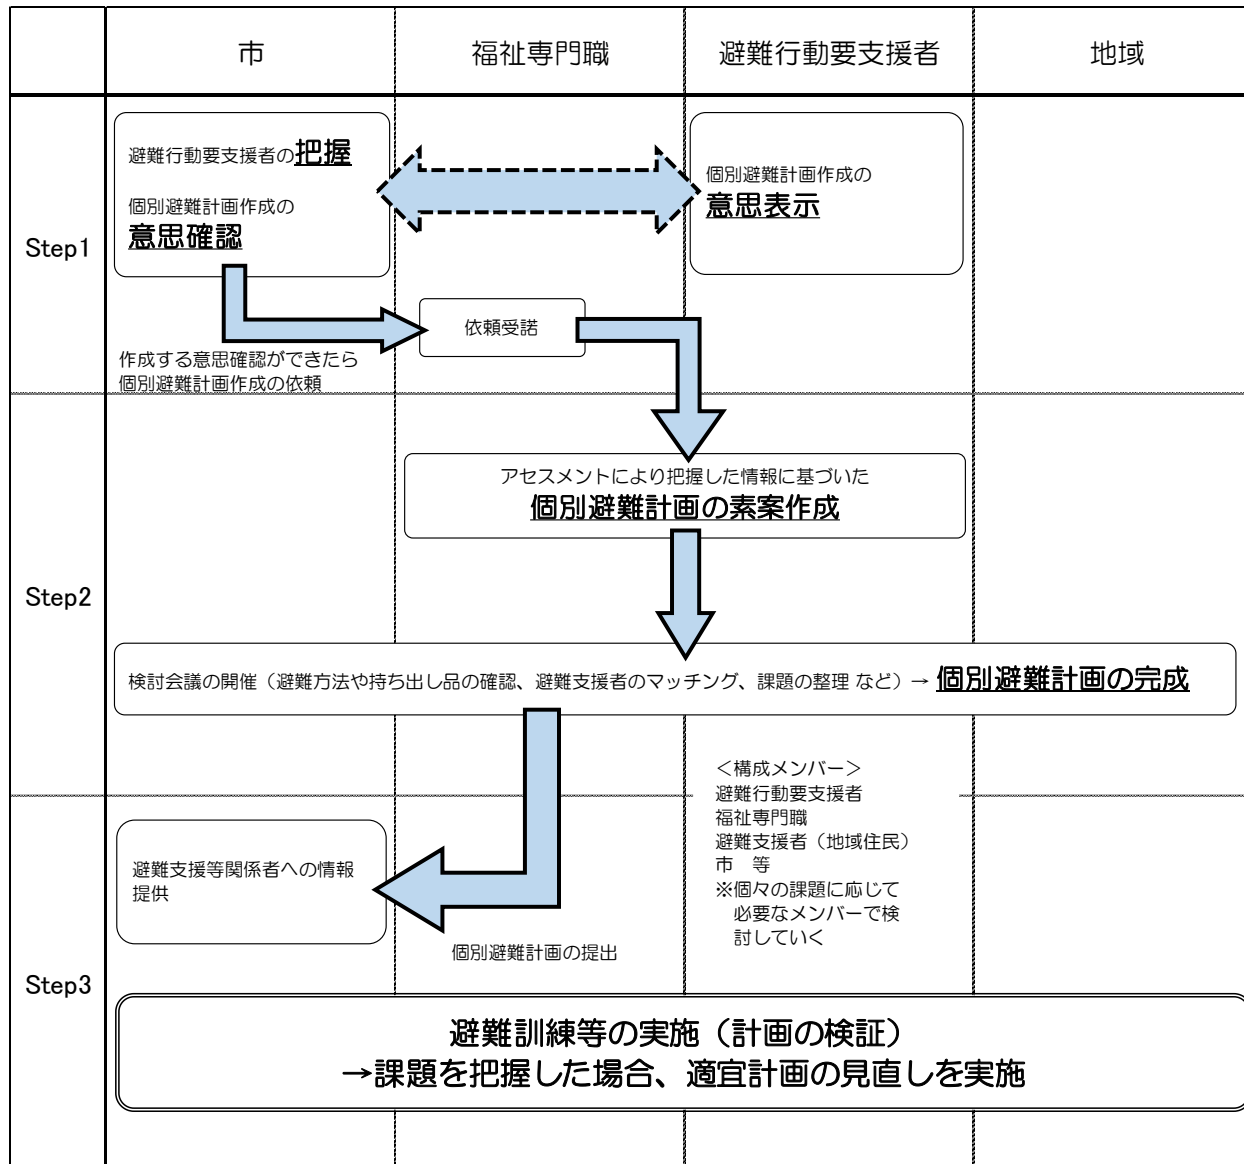 市
福祉専門職
避難行動要支援者
地域
Step1
避難行動要支援者の把握
個別避難計画作成の
意思確認
個別避難計画作成の
意思表示
依頼受諾
作成する意思確認ができたら
個別避難計画作成の依頼
Step2
アセスメントにより把握した情報に基づいた
個別避難計画の素案作成
検討会議の開催（避難方法や持ち出し品の確認、避難支援者のマッチング、課題の整理 など）→ 個別避難計画の完成
＜構成メンバー＞
避難行動要支援者
福祉専門職
避難支援者（地域住民）
市　等
※個々の課題に応じて
必要なメンバーで検
討していく
Step3
避難支援等関係者への情報
提供
個別避難計画の提出
避難訓練等の実施（計画の検証）
→課題を把握した場合、適宜計画の見直しを実施